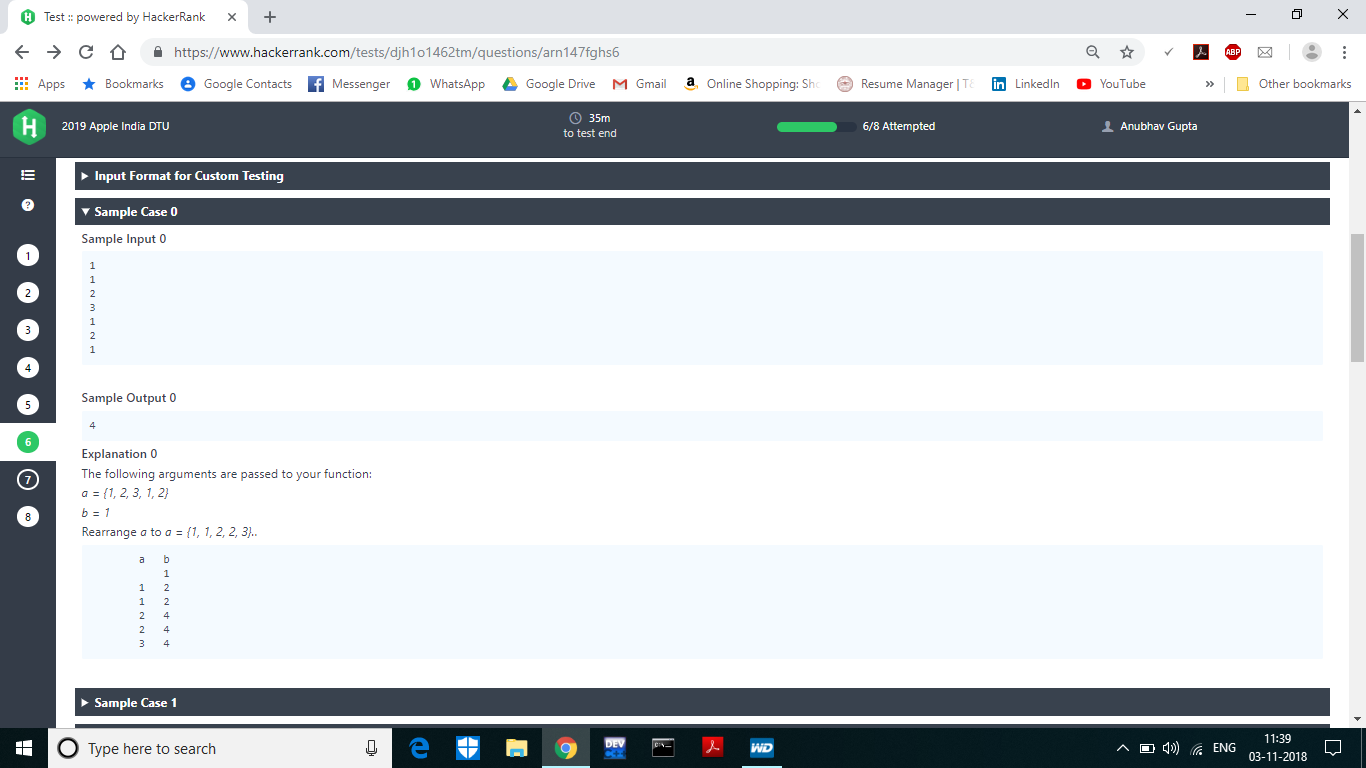 Test :: powered by HackerRank
https://www.hackerrank.com/tests/djh1o1462tm/questions/arn147fghs6
ABP
Apps Bookmarks Google Contacts Messenger 1 WhatsApp Google Drive Gmail Online Shopping: Sho Resume Manager | T& LinkedIn YouTube » Other bookmarks
2019 Apple India DTU
35m
to test end
6/8 Attempted
Anubhav Gupta
Input Format for Custom Testing
?
1
2
3
4
5
6
7
8
Sample Case 0
Sample Input 0
1
1
2
3
1
2
1
Sample Output 0
4
Explanation 0
The following arguments are passed to your function:
a = {1, 2, 3, 1, 2}
b = 1
Rearrange a to a = {1, 1, 2, 2, 3}..
a b
1
1 2
1 2
2 4
2 4
3 4
Sample Case 1
Type here to search
DEV
WD
ENG
11:39
03-11-2018